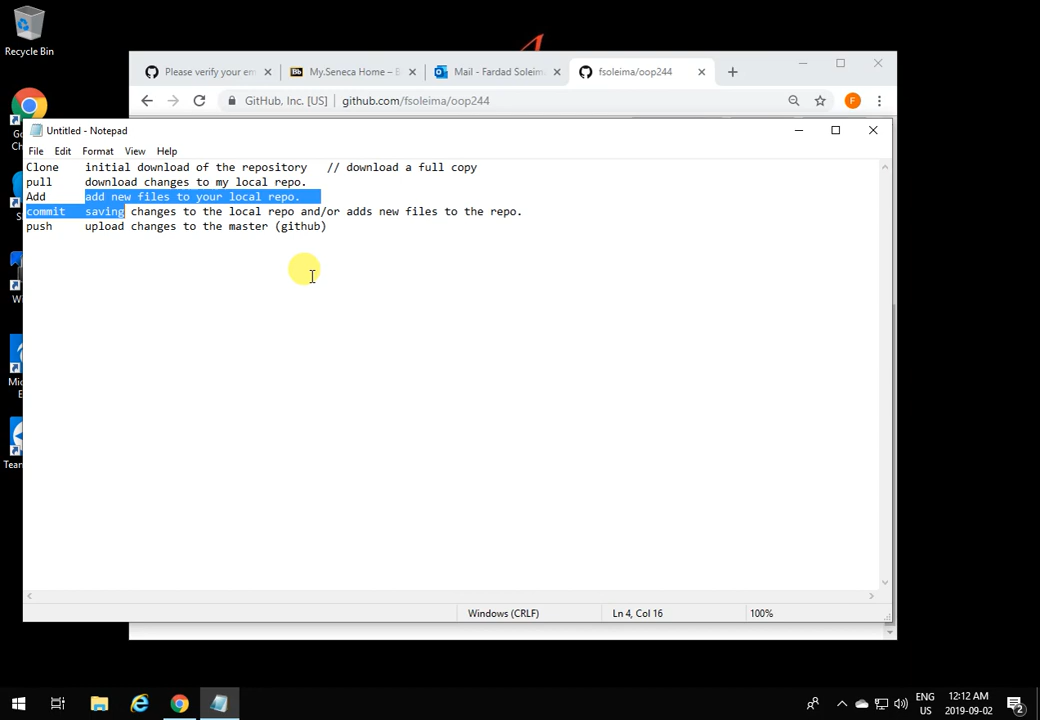 Recycle Bin
Please verify your em
My.Seneca Home – B
Mail - Fardad Soleim
fsoleima/oop244
GitHub, Inc. [US]
github.com/fsoleima/oop244
F
Untitled - Notepad
File Edit Format View Help
Clone initial download of the repository // download a full copy
pull download changes to my local repo.
Add add new files to your local repo.
commit saving changes to the local repo and/or adds new files to the repo.
push upload changes to the master (github)
Windows (CRLF) Ln 4, Col 16 100%
ENG
US
12:12 AM
2019-09-02
2